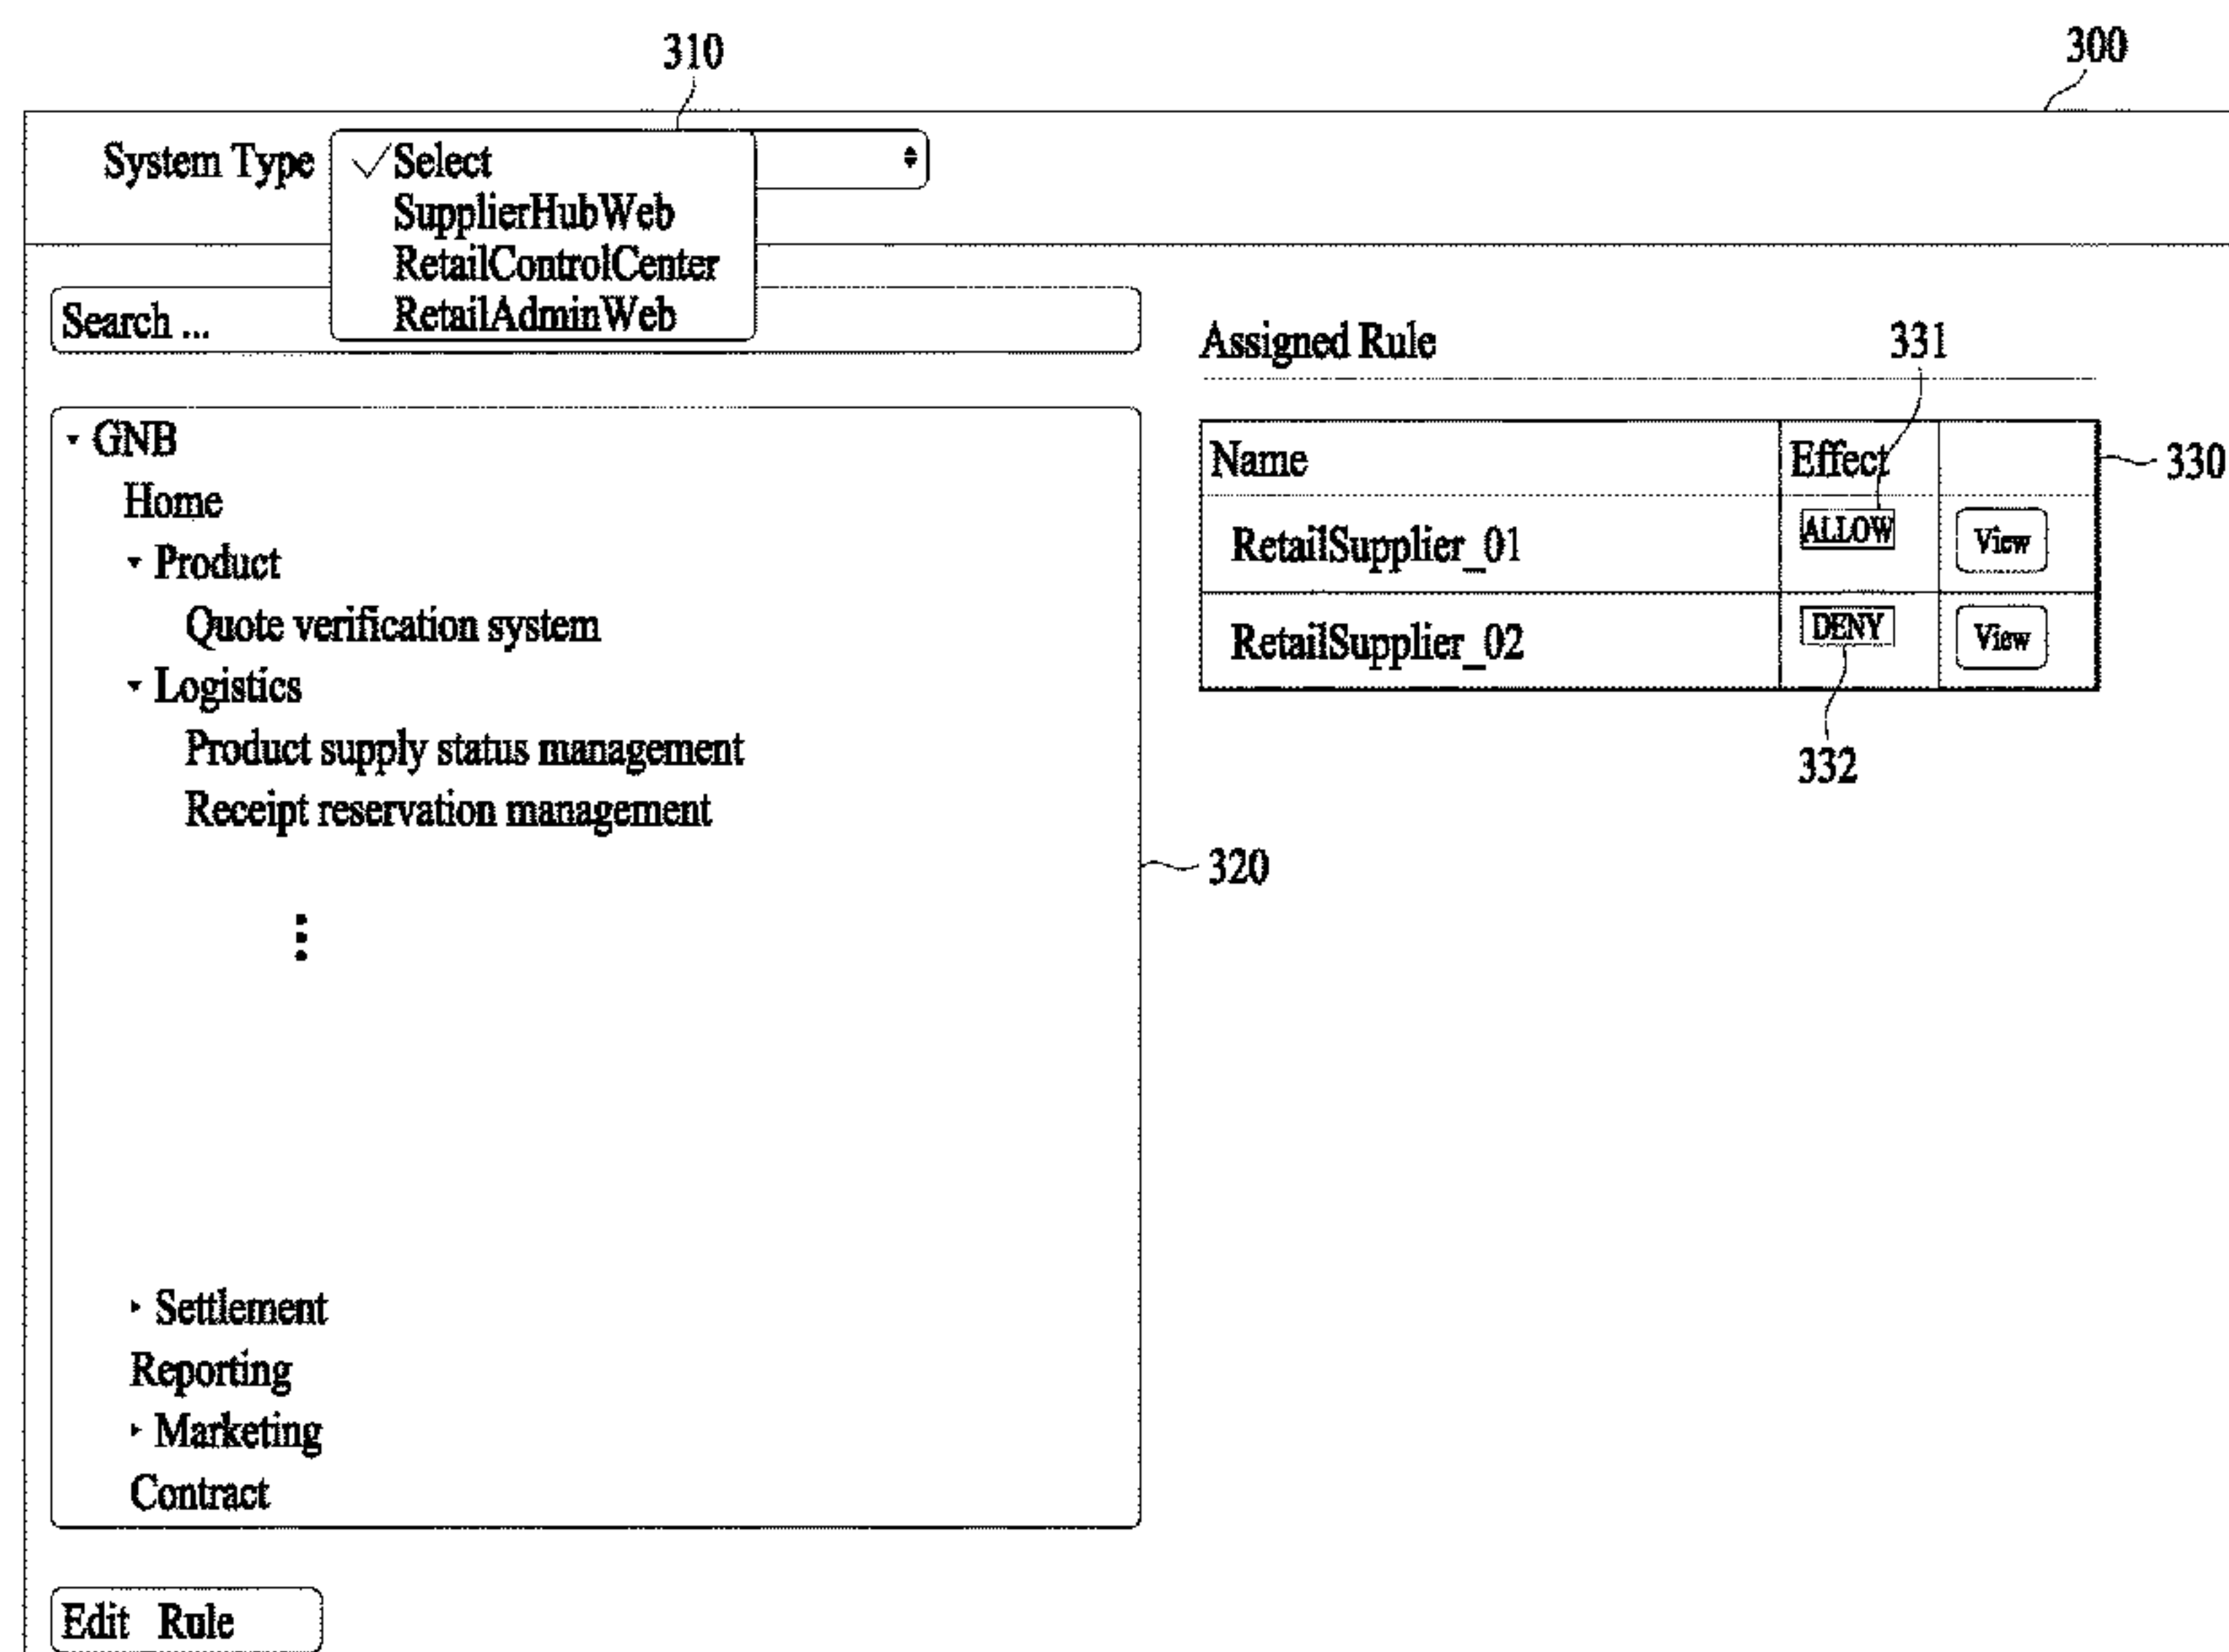 310
300
System Type
Select
SupplierHubWeb
RetailControlCenter
RetailAdminWeb
Search ...
GNB
Home
Product
Quote verification system
Logistics
Product supply status management
Receipt reservation management
Settlement
Reporting
Marketing
Contract
320
Edit Rule
Assigned Rule
331
Name Effect
330
RetailSupplier_01 ALLOW View
RetailSupplier_02 DENY View
332